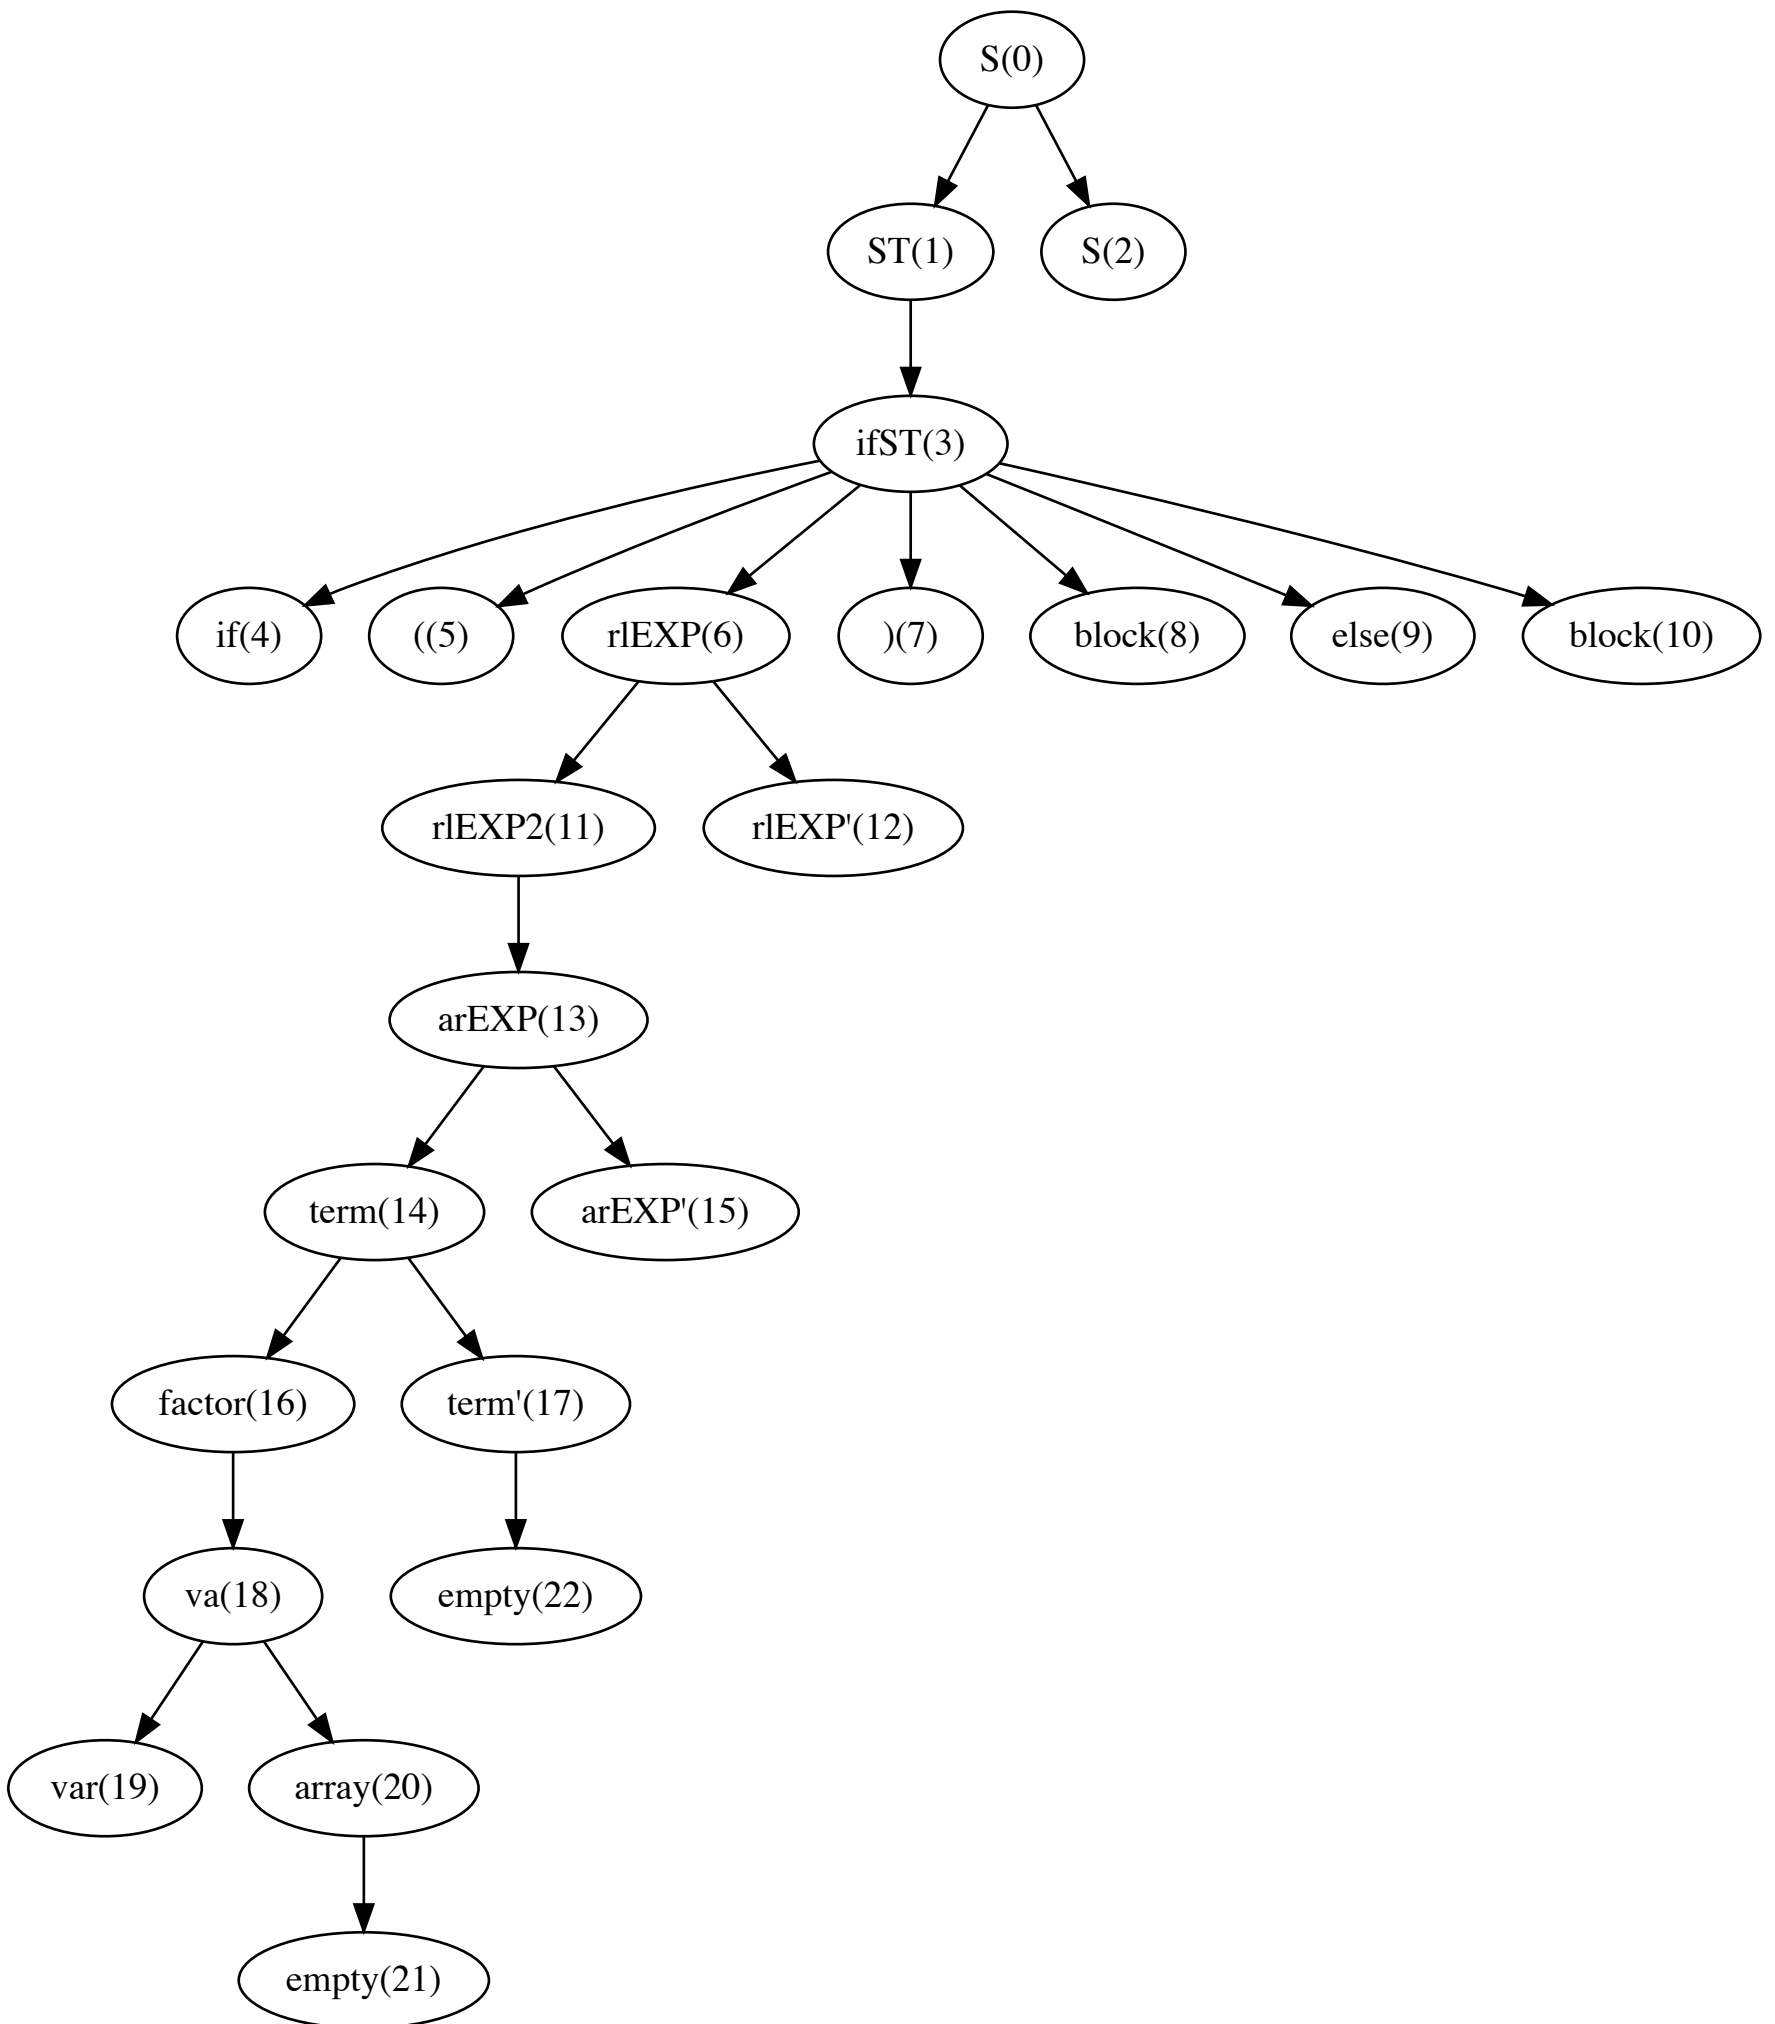 S(0)
ST(1)
S(2)
ifST(3)
if(4)
((5)
rlEXP(6)
)(7)
block(8)
else(9)
block(10)
rlEXP2(11)
rlEXP'(12)
arEXP(13)
term(14)
arEXP'(15)
factor(16)
term'(17)
va(18)
empty(22)
var(19)
array(20)
empty(21)